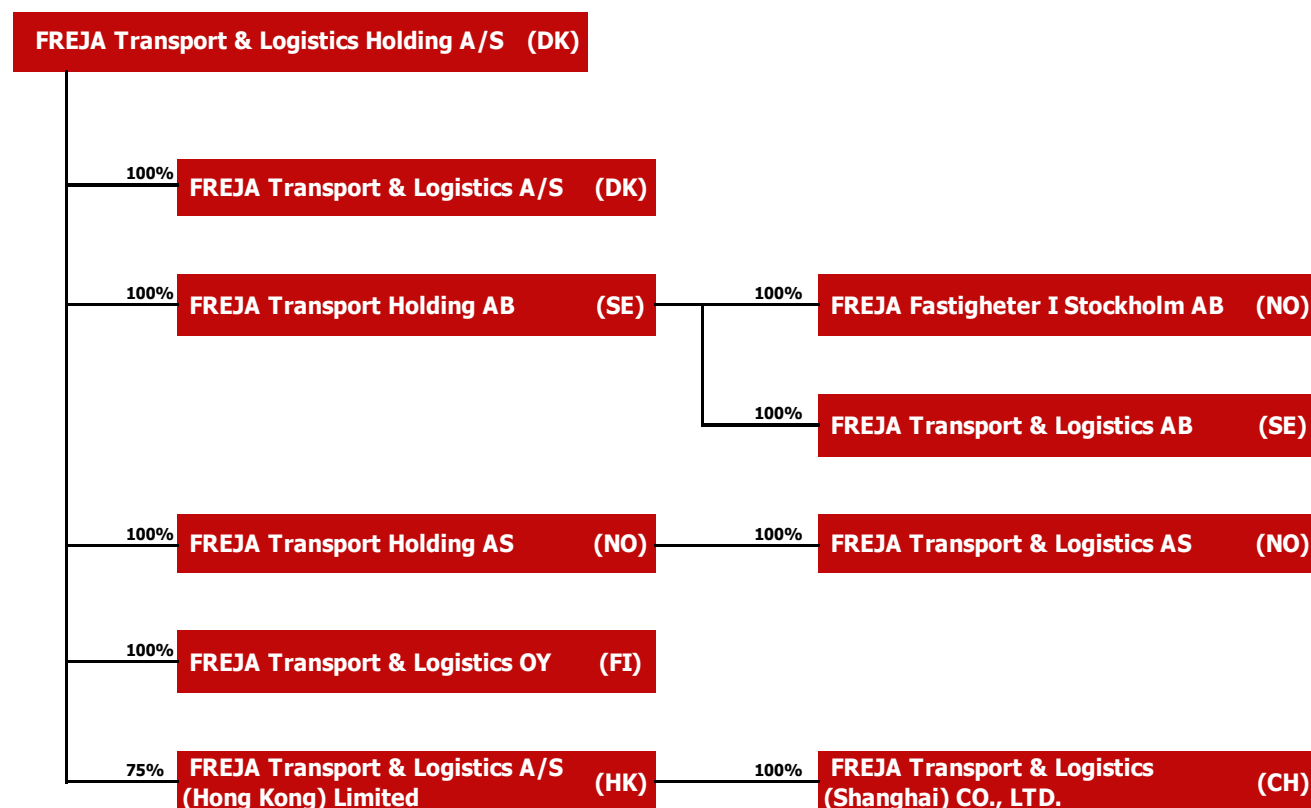 FREJA Transport & Logistics Holding A/S (DK)
100%
FREJA Transport & Logistics A/S (DK)
100%
FREJA Transport Holding AB (SE)
100%
FREJA Fastigheter I Stockholm AB (NO)
100%
FREJA Transport & Logistics AB (SE)
100%
FREJA Transport Holding AS (NO)
100%
FREJA Transport & Logistics AS (NO)
100%
FREJA Transport & Logistics OY (FI)
75%
FREJA Transport & Logistics A/S
(Hong Kong) Limited
(HK)
100%
FREJA Transport & Logistics
(Shanghai) CO., LTD.
(CH)